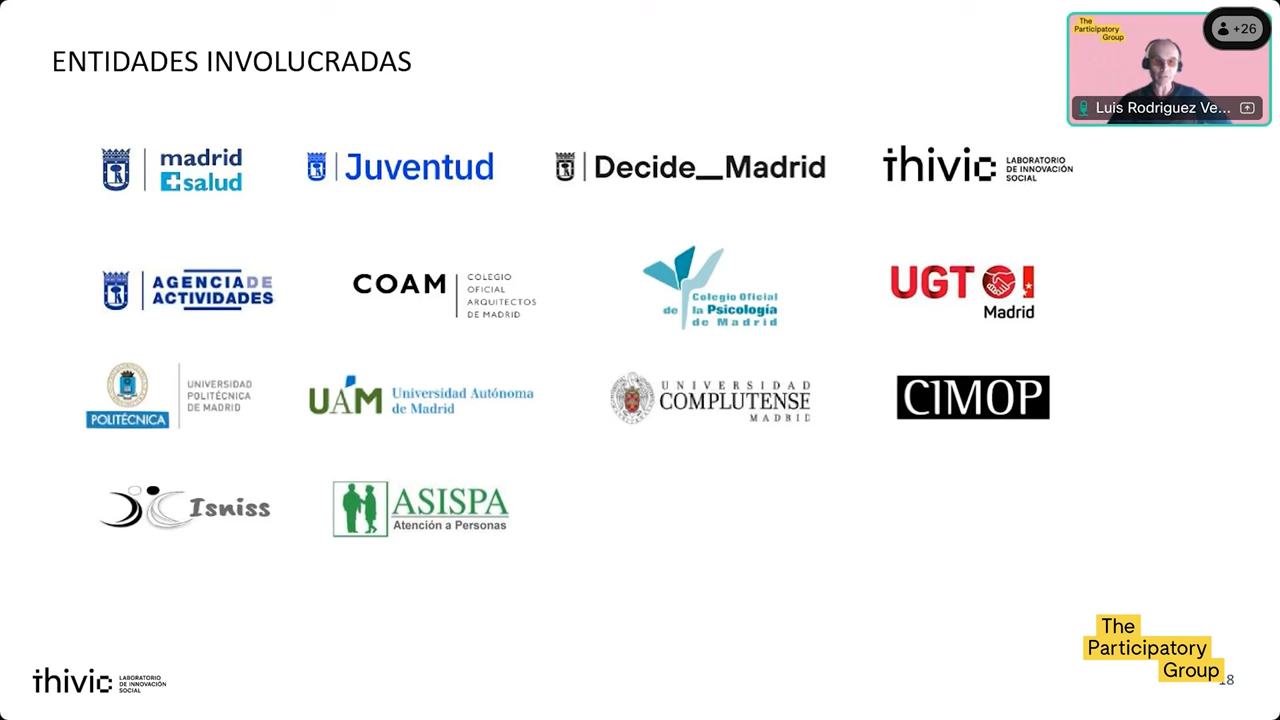 ENTIDADES INVOLUCRADAS
The
Participatory
Group
+26
Luis Rodriguez Ve...
madrid
salud
Juventud
Decide_Madrid
thivic LABORATORIO
DE INNOVACIÓN
SOCIAL
AGENCIA DE
ACTIVIDADES
COAM
COLEGIO
OFICIAL
ARQUITECTOS
DE MADRID
Colegio Oficial
de la Psicología
de Madrid
UGT
Madrid
POLITÉCNICA
UNIVERSIDAD
POLITÉCNICA
DE MADRID
UAM
Universidad Autónoma
de Madrid
UNIVERSIDAD
COMPLUTENSE
MADRID
CIMOP
Isniss
ASISPA
Atención a Personas
thivic LABORATORIO
DE INNOVACIÓN
SOCIAL
The
Participatory
Group
18